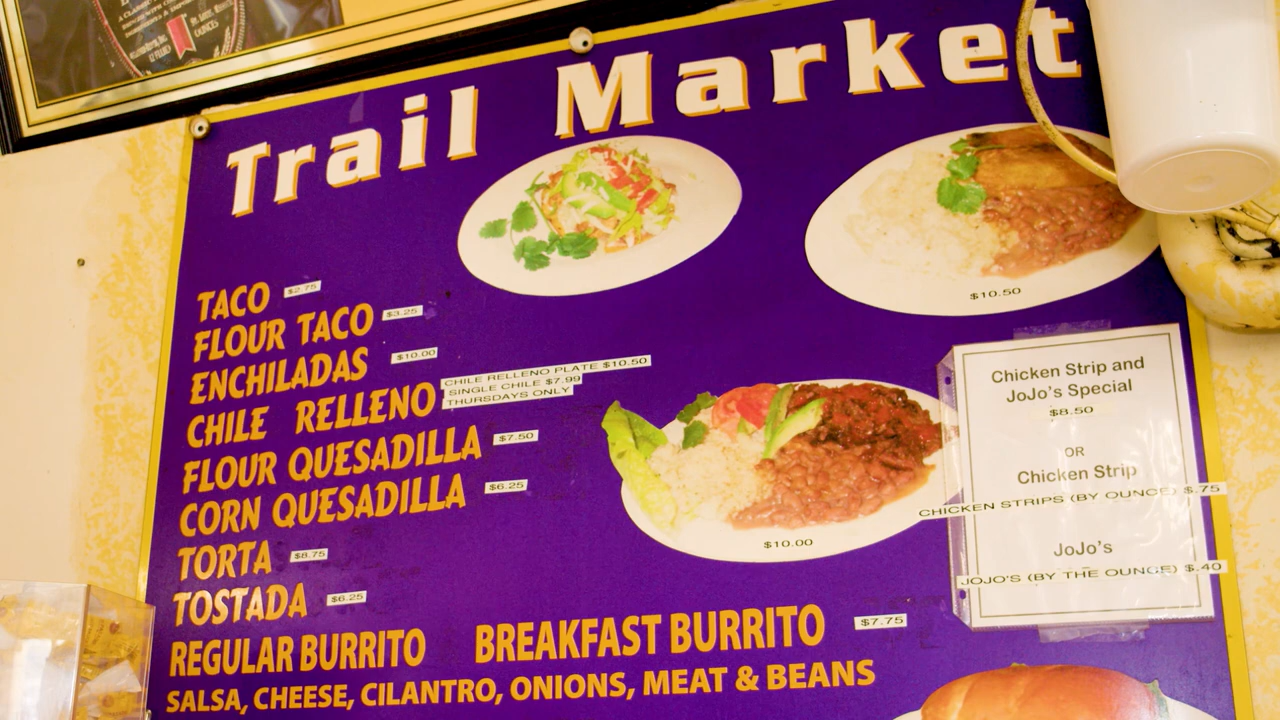 A CLASSIC
OUNCES
Trail Market
TACO $2.75
FLOUR TACO $3.25
ENCHILADAS $10.00
CHILE RELLENO
CHILE RELLENO PLATE $10.50
SINGLE CHILE $7.99
THURSDAYS ONLY
FLOUR QUESADILLA $7.50
CORN QUESADILLA $6.25
TORTA $8.75
TOSTADA $6.25
REGULAR BURRITO BREAKFAST BURRITO $7.75
SALSA, CHEESE, CILANTRO, ONIONS, MEAT & BEANS
$10.50
$10.00
Chicken Strip and
JoJo's Special
$8.50
OR
Chicken Strip
CHICKEN STRIPS (BY OUNCE) $.75
JoJo's
JOJO'S (BY THE OUNCE) $.40